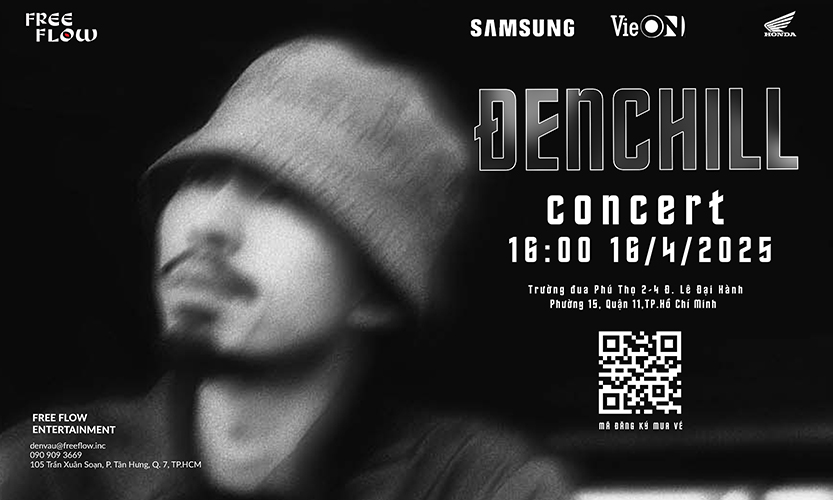 FREE
FLOW
SAMSUNG
VieON
HONDA
ĐENCHILL
concert
16:00 16/4/2025
Trường đua Phú Thọ 2-4 Đ. Lê Đại Hành
Phường 15, Quận 11,TP.Hồ Chí Minh
MÃ ĐĂNG KÝ MUA VÉ
FREE FLOW
ENTERTAINMENT
denvau@freeflow.inc
090 909 3669
105 Trần Xuân Soạn, P. Tân Hưng, Q. 7, TP.HCM